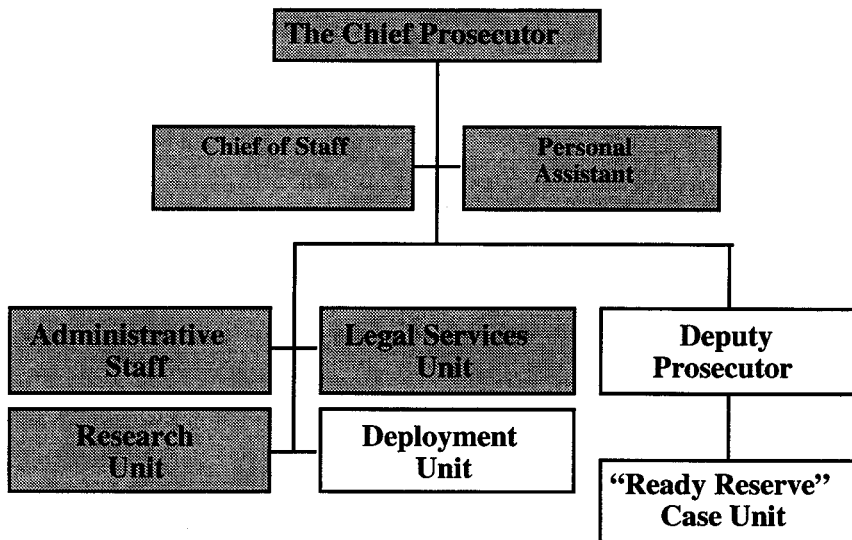 The Chief Prosecutor
Chief of Staff
Personal
Assistant
Administrative
Staff
Legal Services
Unit
Deputy
Prosecutor
Research
Unit
Deployment
Unit
“Ready Reserve”
Case Unit